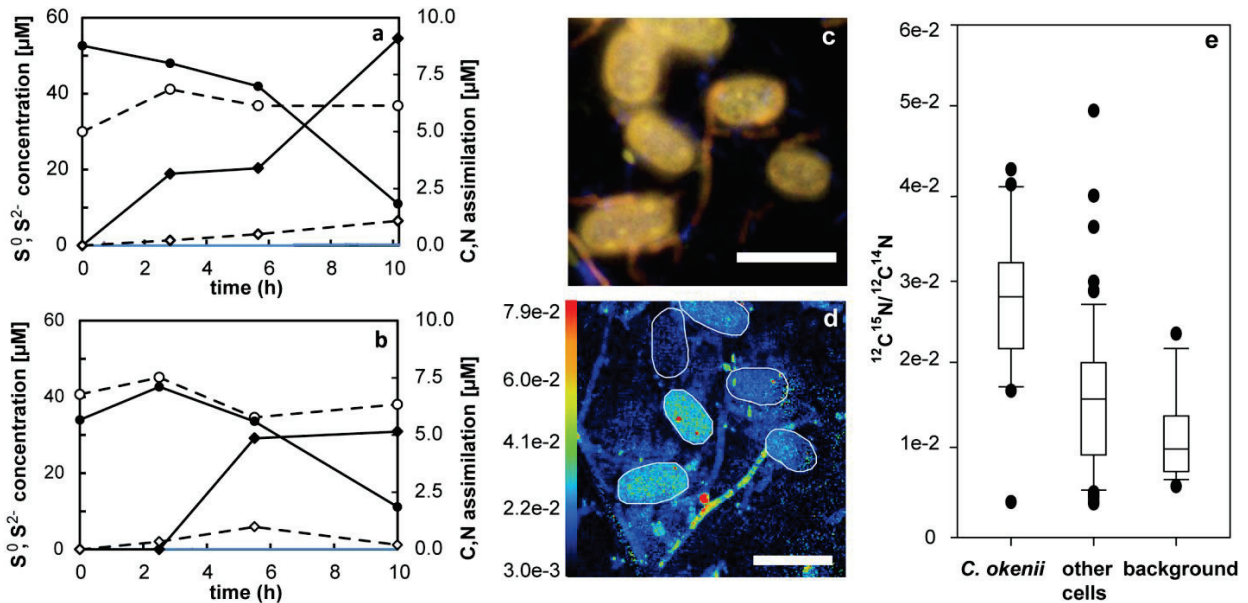 a
S⁰, S²⁻ concentration [µM]
60
40
20
0
10.0
7.5
5.0
2.5
0.0
C,N assimilation [µM]
0 2 4 6 8 10
time (h)
b
S⁰, S²⁻ concentration [µM]
60
40
20
0
10.0
7.5
5.0
2.5
0.0
C,N assimilation [µM]
0 2 4 6 8 10
time (h)
c
d
7.9e-2
6.0e-2
4.1e-2
2.2e-2
3.0e-3
e
¹²C¹⁵N/¹²C¹⁴N
6e-2
5e-2
4e-2
3e-2
2e-2
1e-2
0
C. okenii
other
cells
background